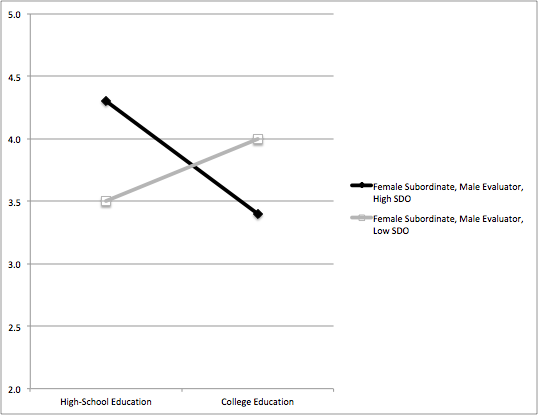 5.0
4.5
4.0
3.5
3.0
2.5
2.0
High-School Education
College Education
Female Subordinate, Male Evaluator,
High SDO
Female Subordinate, Male Evaluator,
Low SDO